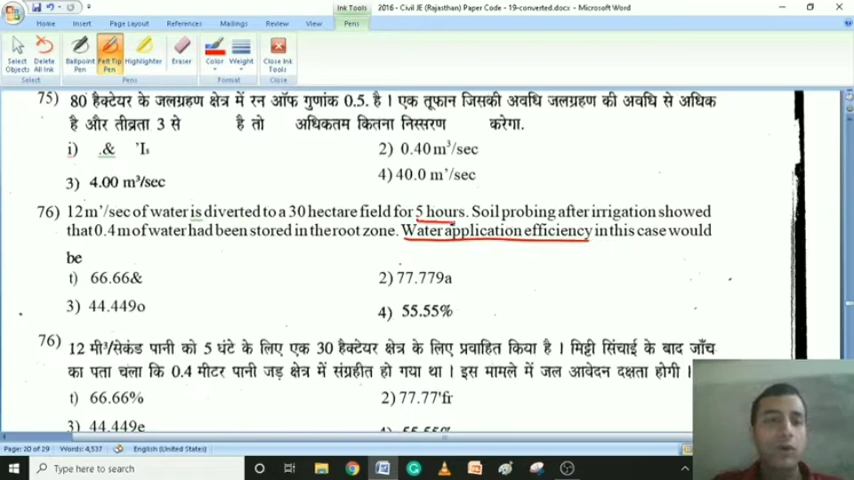 Ink Tools
2016 - Civil JE (Rajasthan) Paper Code - 19-converted.docx - Microsoft Word
Home Insert Page Layout References Mailings Review View Pens
Select Objects
Delete All Ink
Ballpoint Pen
Felt Tip Pen
Highlighter
Eraser
Color
Weight
Close Ink Tools
Select
Pens
Format
Close
75) 80 हैक्टेयर के जलग्रहण क्षेत्र में रन ऑफ गुणांक 0.5. है । एक तूफान जिसकी अवधि जलग्रहण की अवधि से अधिक
है और तीव्रता 3 से है तो अधिकतम कितना निस्सरण करेगा.
i) .& 'Is
2) 0.40 m³/sec
3) 4.00 m³/sec
4) 40.0 m'/sec
76) 12 m'/sec of water is diverted to a 30 hectare field for 5 hours. Soil probing after irrigation showed
that 0.4 m of water had been stored in the root zone. Water application efficiency in this case would
be
t) 66.66&
2) 77.779a
3) 44.449o
4) 55.55%
76) 12 मी³/सेकंड पानी को 5 घंटे के लिए एक 30 हैक्टेयर क्षेत्र के लिए प्रवाहित किया है । मिट्टी सिंचाई के बाद जाँच
का पता चला कि 0.4 मीटर पानी जड़ क्षेत्र में संग्रहीत हो गया था । इस मामले में जल आवेदन दक्षता होगी ।
t) 66.66%
2) 77.77'fr
3) 44.449e
4) 55.55%
Page: 20 of 29 Words: 4,537 English (United States)
Type here to search